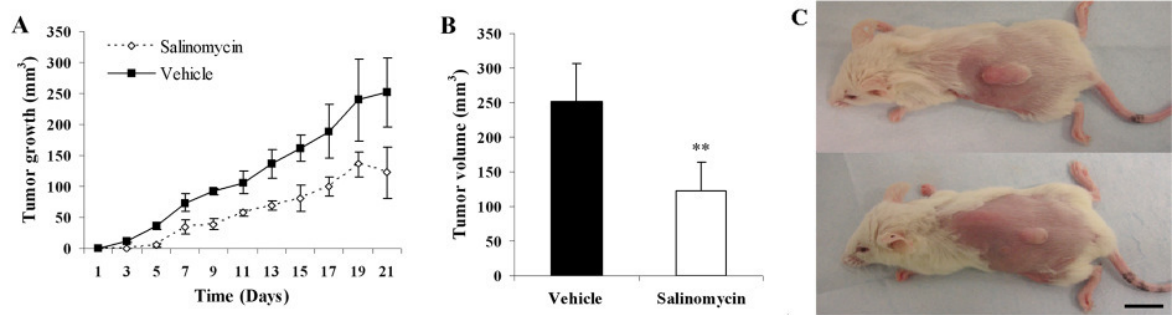 A
Tumor growth (mm³)
350
300
250
200
150
100
50
0
Salinomycin
Vehicle
1 3 5 7 9 11 13 15 17 19 21
Time (Days)
B
Tumor volume (mm³)
350
300
250
200
150
100
50
0
**
Vehicle Salinomycin
C